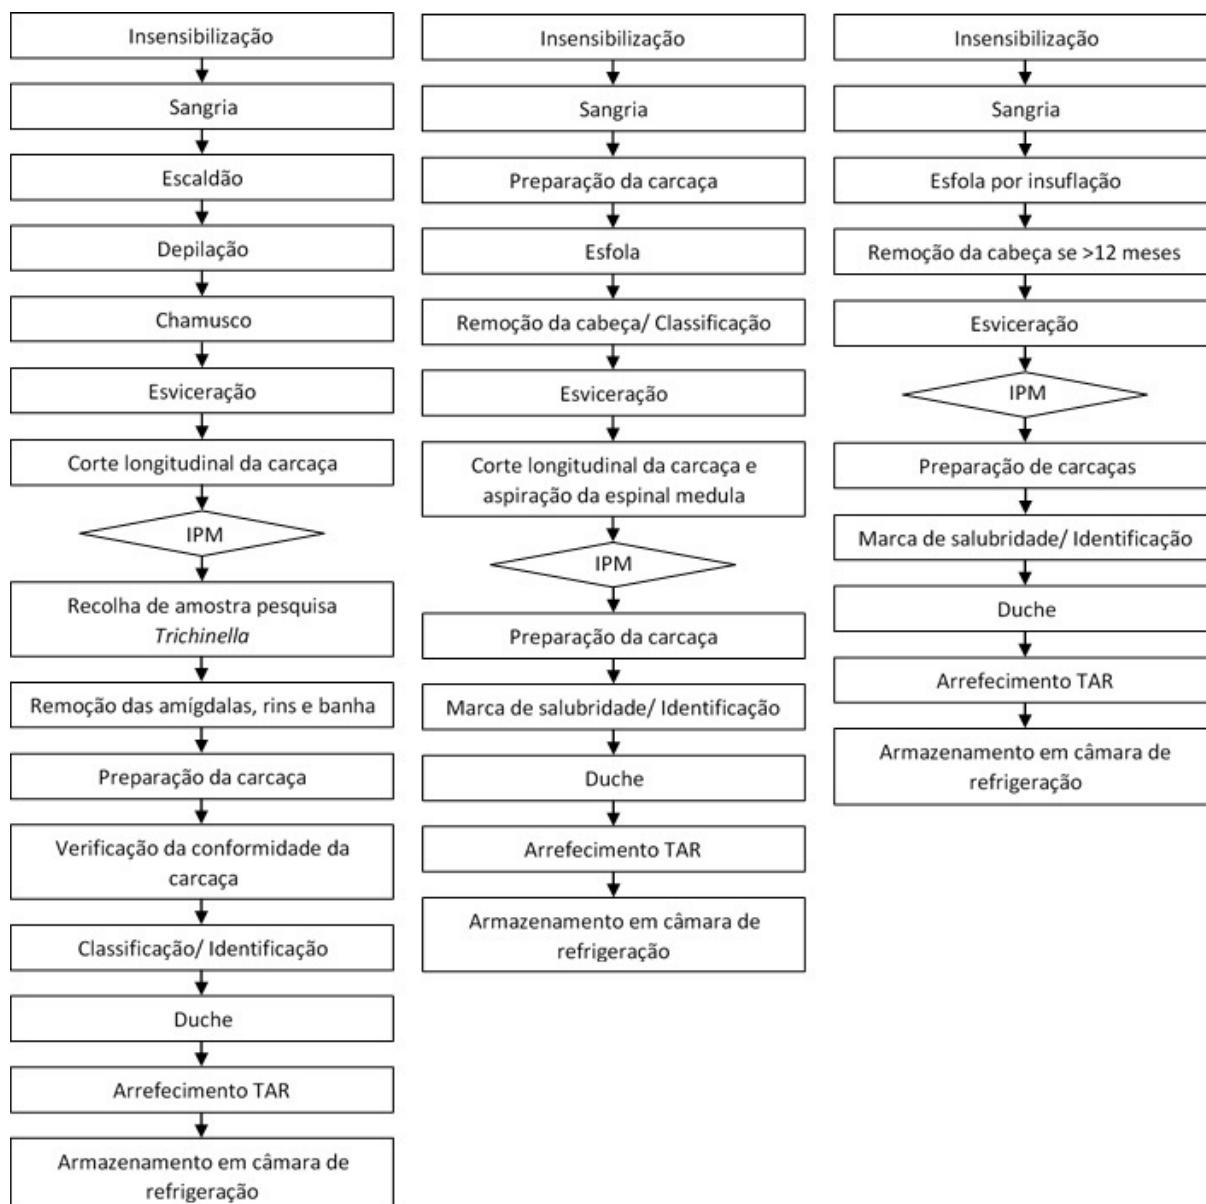 Insensibilização
Sangria
Escaldão
Depilação
Chamusco
Esviceração
Corte longitudinal da carcaça
IPM
Recolha de amostra pesquisa
Trichinella
Remoção das amígdalas, rins e banha
Preparação da carcaça
Verificação da conformidade da
carcaça
Classificação/ Identificação
Duche
Arrefecimento TAR
Armazenamento em câmara de
refrigeração
Insensibilização
Sangria
Preparação da carcaça
Esfola
Remoção da cabeça/ Classificação
Esviceração
Corte longitudinal da carcaça e
aspiração da espinal medula
IPM
Preparação da carcaça
Marca de salubridade/ Identificação
Duche
Arrefecimento TAR
Armazenamento em câmara de
refrigeração
Insensibilização
Sangria
Esfola por insuflação
Remoção da cabeça se >12 meses
Esviceração
IPM
Preparação de carcaças
Marca de salubridade/ Identificação
Duche
Arrefecimento TAR
Armazenamento em câmara de
refrigeração